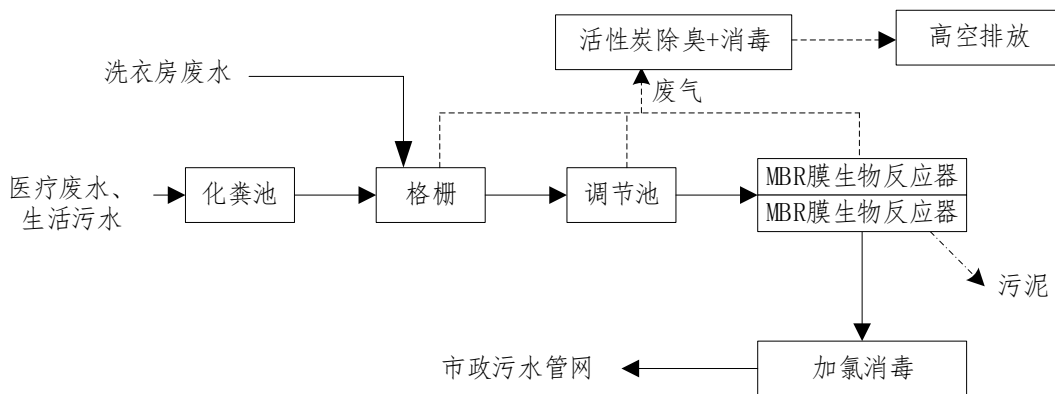 活性炭除臭+消毒
高空排放
洗衣房废水
废气
医疗废水、
生活污水
化粪池
格栅
调节池
MBR膜生物反应器
MBR膜生物反应器
污泥
市政污水管网
加氯消毒